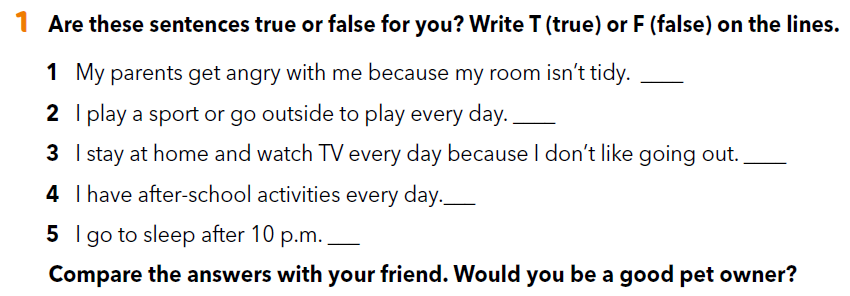 1 Are these sentences true or false for you? Write T (true) or F (false) on the lines.
1 My parents get angry with me because my room isn't tidy. ____
2 I play a sport or go outside to play every day. ____
3 I stay at home and watch TV every day because I don't like going out. ____
4 I have after-school activities every day.___
5 I go to sleep after 10 p.m. ___
Compare the answers with your friend. Would you be a good pet owner?